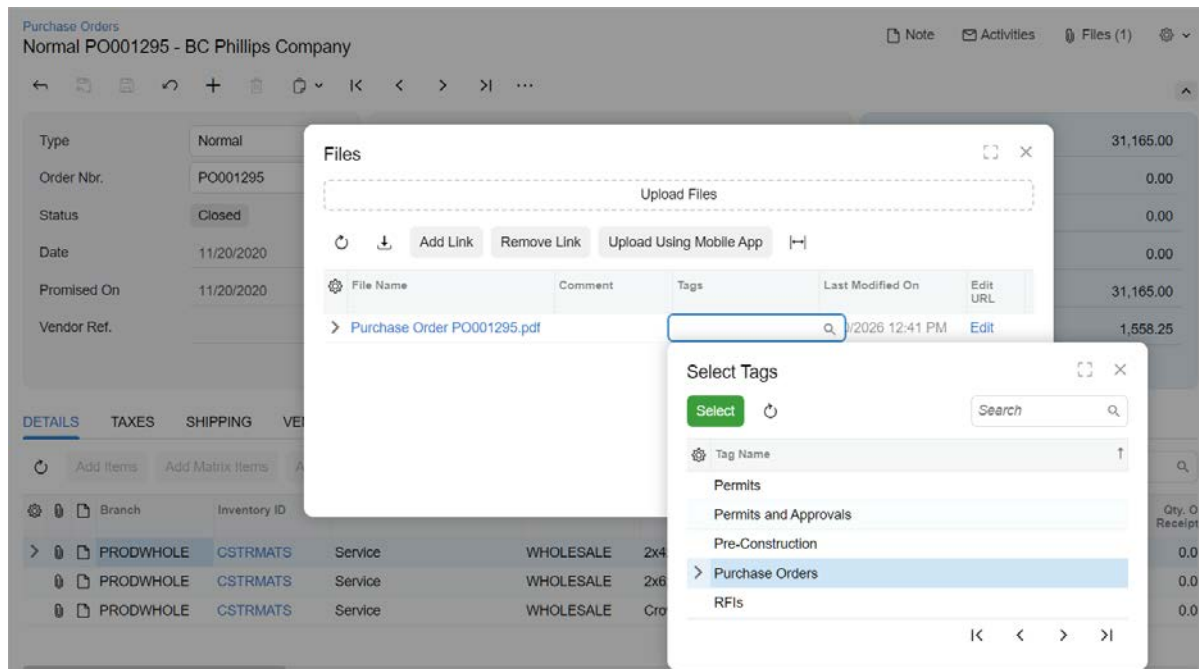 Purchase Orders
Normal PO001295 - BC Phillips Company
Note Activities Files (1)
Type Normal 31,165.00
Order Nbr. PO001295 0.00
Status Closed 0.00
Date 11/20/2020 0.00
Promised On 11/20/2020 31,165.00
Vendor Ref. 1,558.25
Files
Upload Files
Add Link Remove Link Upload Using Mobile App
File Name Comment Tags Last Modified On Edit URL
Purchase Order PO001295.pdf /2026 12:41 PM Edit
Select Tags
Select Search
Tag Name
Permits
Permits and Approvals
Pre-Construction
Purchase Orders
RFIs
DETAILS TAXES SHIPPING VE
Add Items Add Matrix Items A
Branch Inventory ID Qty. O
Receipt
PRODWHOLE CSTRMATS Service WHOLESALE 2x4 0.0
PRODWHOLE CSTRMATS Service WHOLESALE 2x6 0.0
PRODWHOLE CSTRMATS Service WHOLESALE Cro 0.0